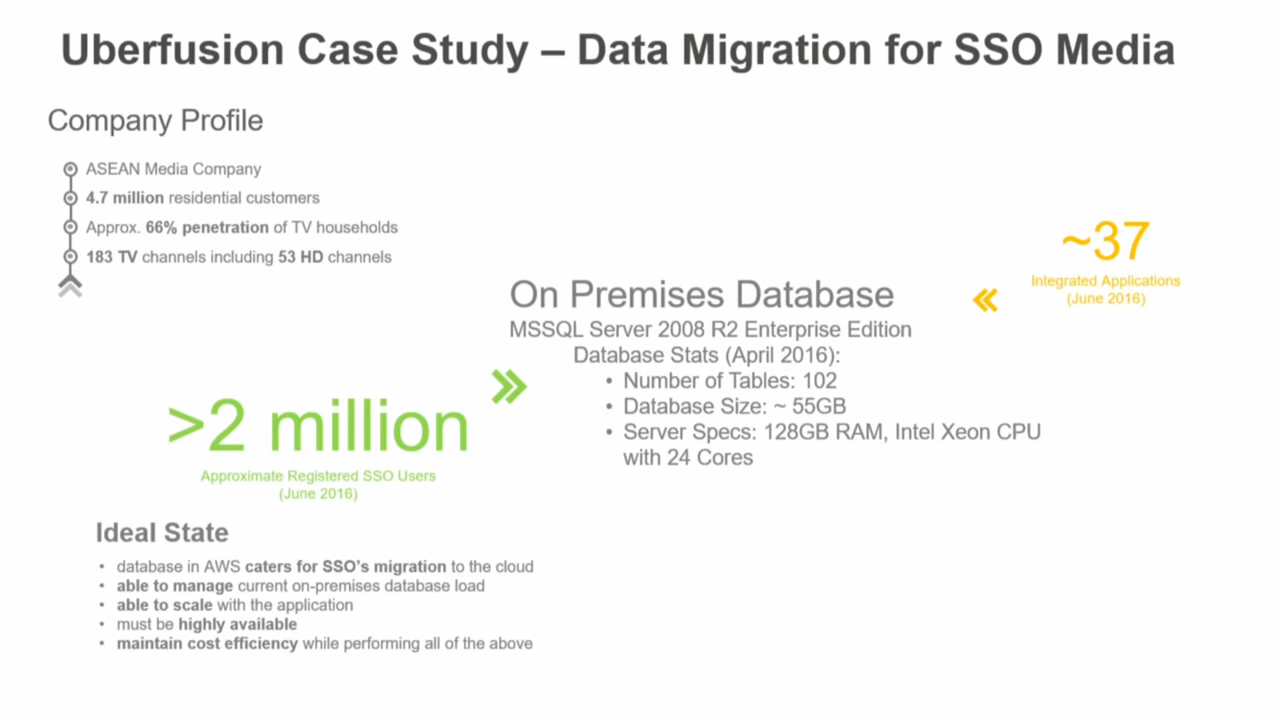 Uberfusion Case Study – Data Migration for SSO Media
Company Profile
ASEAN Media Company
4.7 million residential customers
Approx. 66% penetration of TV households
183 TV channels including 53 HD channels
~37
Integrated Applications
(June 2016)
On Premises Database
MSSQL Server 2008 R2 Enterprise Edition
Database Stats (April 2016):
• Number of Tables: 102
• Database Size: ~ 55GB
• Server Specs: 128GB RAM, Intel Xeon CPU
with 24 Cores
>2 million
Approximate Registered SSO Users
(June 2016)
Ideal State
• database in AWS caters for SSO's migration to the cloud
• able to manage current on-premises database load
• able to scale with the application
• must be highly available
• maintain cost efficiency while performing all of the above